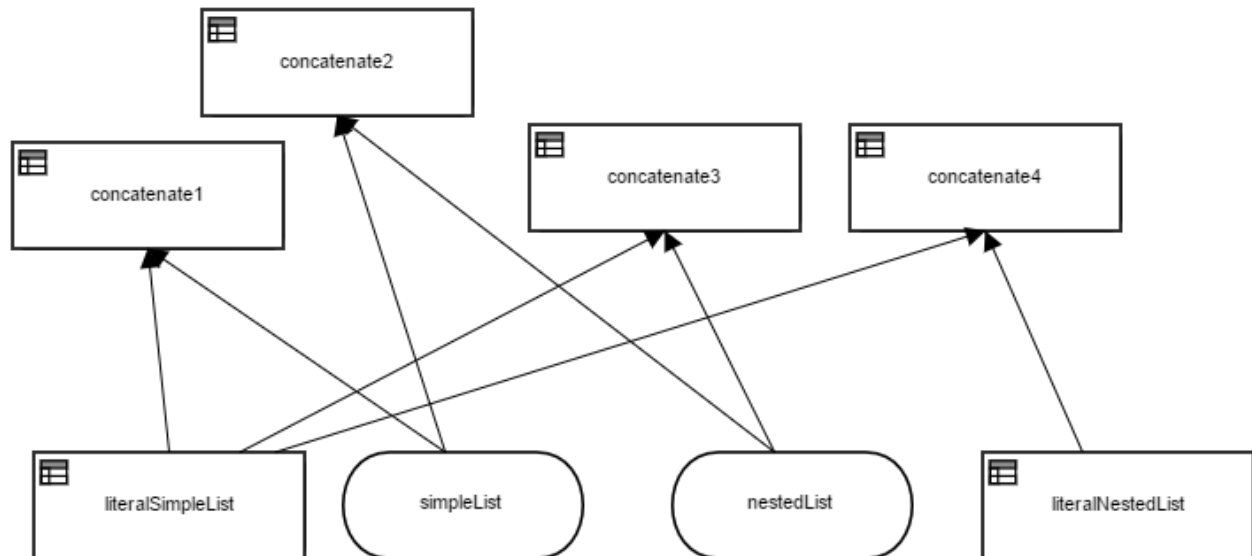 concatenate2
concatenate1
concatenate3
concatenate4
literalSimpleList
simpleList
nestedList
literalNestedList